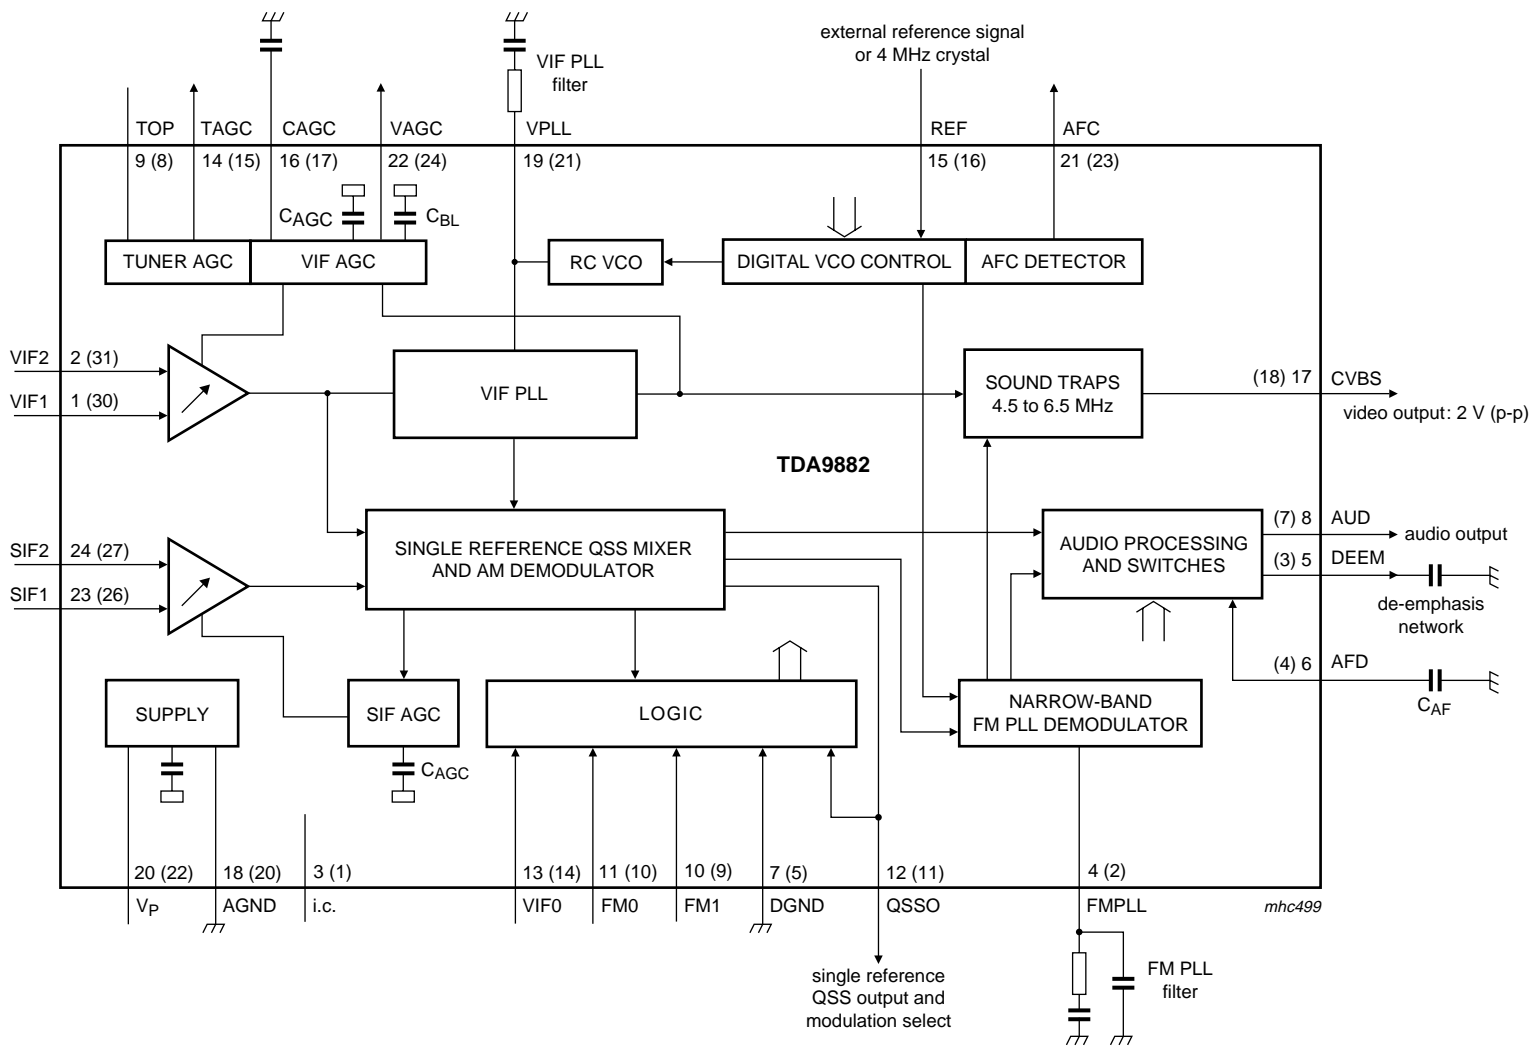 external reference signal
or 4 MHz crystal
VIF PLL
filter
TOP
TAGC
CAGC
VAGC
VPLL
REF
AFC
9 (8)
14 (15)
16 (17)
22 (24)
19 (21)
15 (16)
21 (23)
CAGC
CBL
TUNER AGC
VIF AGC
RC VCO
DIGITAL VCO CONTROL
AFC DETECTOR
VIF2
2 (31)
VIF1
1 (30)
VIF PLL
SOUND TRAPS
4.5 to 6.5 MHz
(18) 17
CVBS
video output: 2 V (p-p)
TDA9882
SIF2
24 (27)
SIF1
23 (26)
SINGLE REFERENCE QSS MIXER
AND AM DEMODULATOR
AUDIO PROCESSING
AND SWITCHES
(7) 8
AUD
audio output
(3) 5
DEEM
de-emphasis
network
(4) 6
AFD
CAF
SUPPLY
SIF AGC
LOGIC
NARROW-BAND
FM PLL DEMODULATOR
CAGC
20 (22)
18 (20)
3 (1)
13 (14)
11 (10)
10 (9)
7 (5)
12 (11)
4 (2)
VP
AGND
i.c.
VIF0
FM0
FM1
DGND
QSSO
FMPLL
mhc499
single reference
QSS output and
modulation select
FM PLL
filter